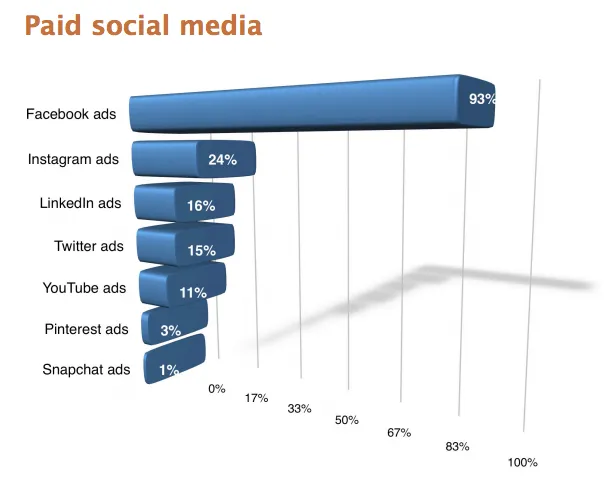 Paid social media
Facebook ads 93%
Instagram ads 24%
LinkedIn ads 16%
Twitter ads 15%
YouTube ads 11%
Pinterest ads 3%
Snapchat ads 1%
0%
17%
33%
50%
67%
83%
100%